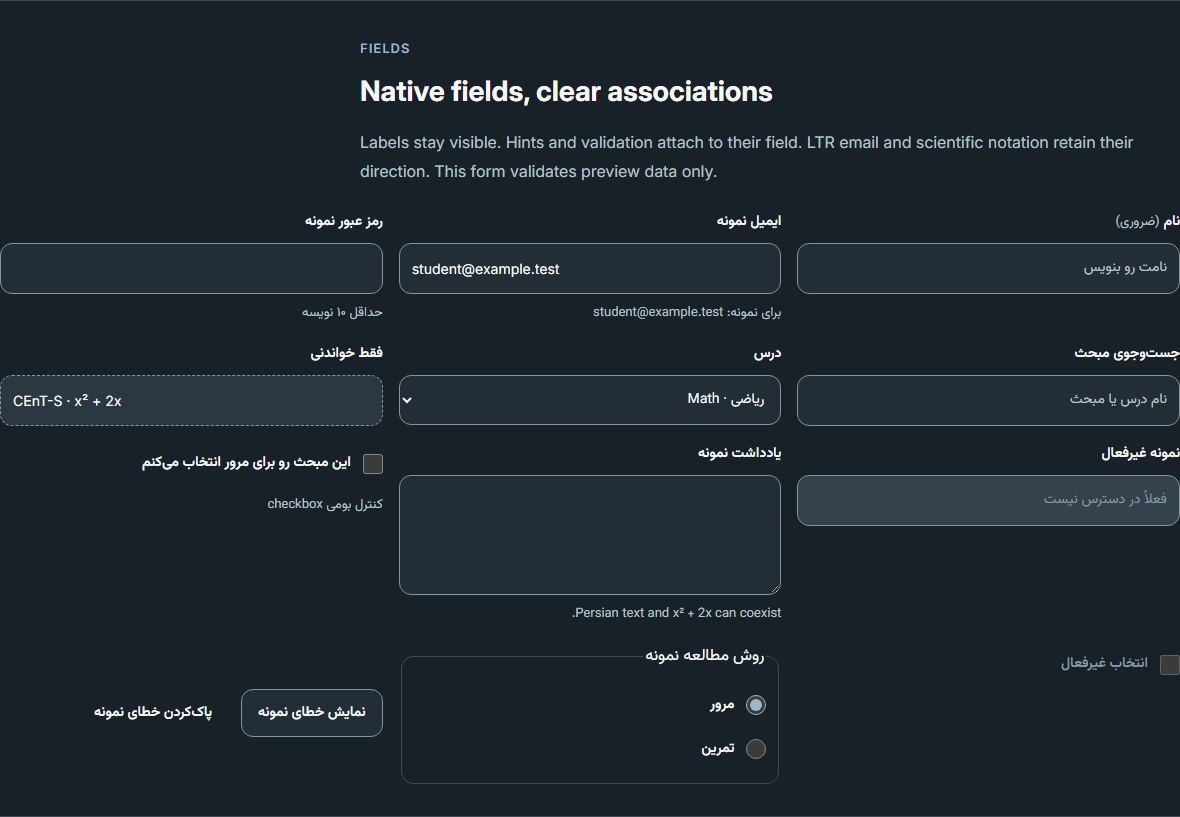 FIELDS
Native fields, clear associations
Labels stay visible. Hints and validation attach to their field. LTR email and scientific notation retain their
direction. This form validates preview data only.
نام (ضروری)
نامت رو بنویس
ایمیل نمونه
student@example.test
برای نمونه: student@example.test
رمز عبور نمونه
حداقل ۱۰ نویسه
جست‌وجوی مبحث
نام درس یا مبحث
درس
ریاضی · Math
فقط خواندنی
CEnT-S · x² + 2x
نمونه غیرفعال
فعلاً در دسترس نیست
یادداشت نمونه
Persian text and x² + 2x can coexist.
این مبحث رو برای مرور انتخاب می‌کنم
کنترل بومی checkbox
انتخاب غیرفعال
روش مطالعه نمونه
مرور
تمرین
نمایش خطای نمونه
پاک‌کردن خطای نمونه